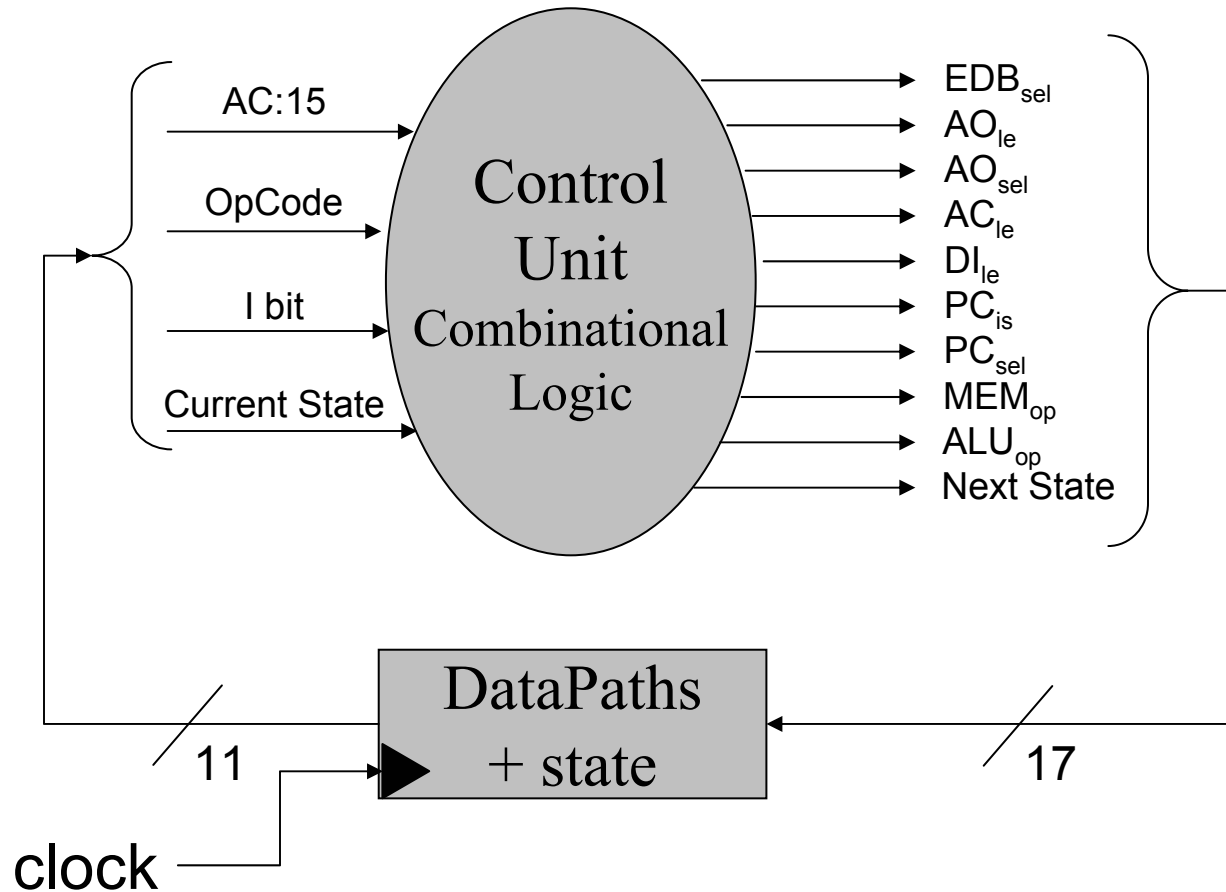 AC:15
OpCode
I bit
Current State
Control
Unit
Combinational
Logic
EDBsel
AOle
AOsel
ACle
DIle
PCis
PCsel
MEMop
ALUop
Next State
DataPaths
+ state
11
17
clock